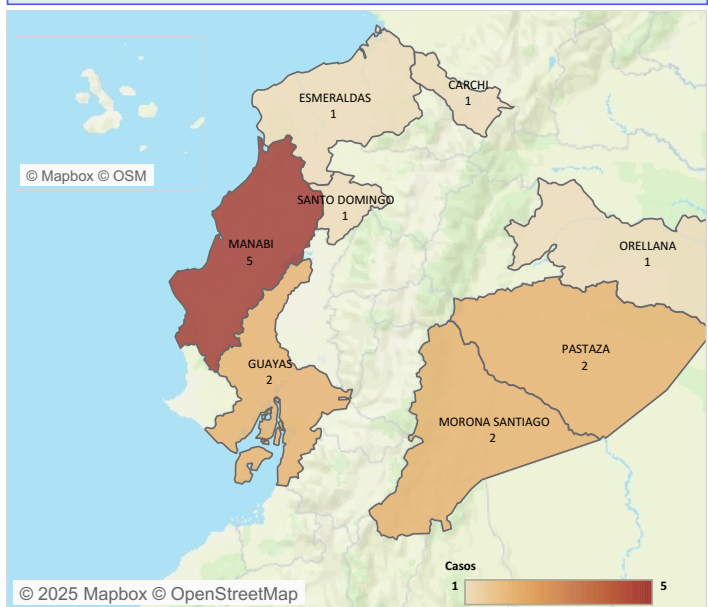 CARCHI
1
ESMERALDAS
1
© Mapbox © OSM
SANTO DOMINGO
1
MANABI
5
ORELLANA
1
PASTAZA
2
GUAYAS
2
MORONA SANTIAGO
2
Casos
1
5
© 2025 Mapbox © OpenStreetMap